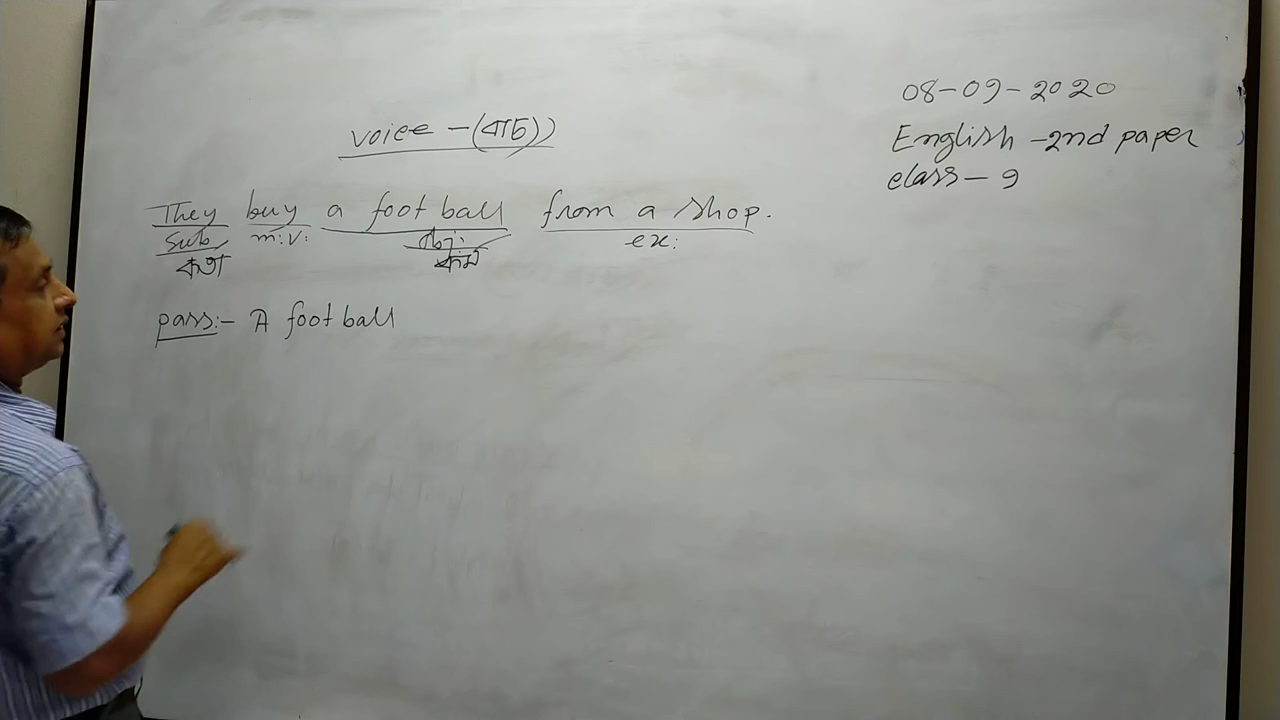 08-09-2020
English -2nd paper
class - 9
voice - (বাচ্য)
They buy a foot ball from a shop.
Sub m:v: obj: ex:
কর্তা কর্ম
pass:- A foot ball